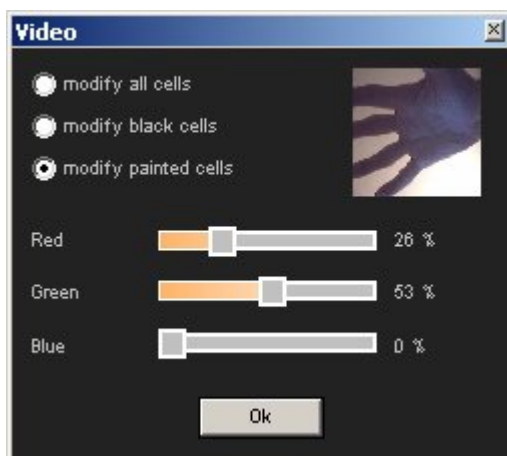 Video
modify all cells
modify black cells
modify painted cells
Red 26 %
Green 53 %
Blue 0 %
Ok